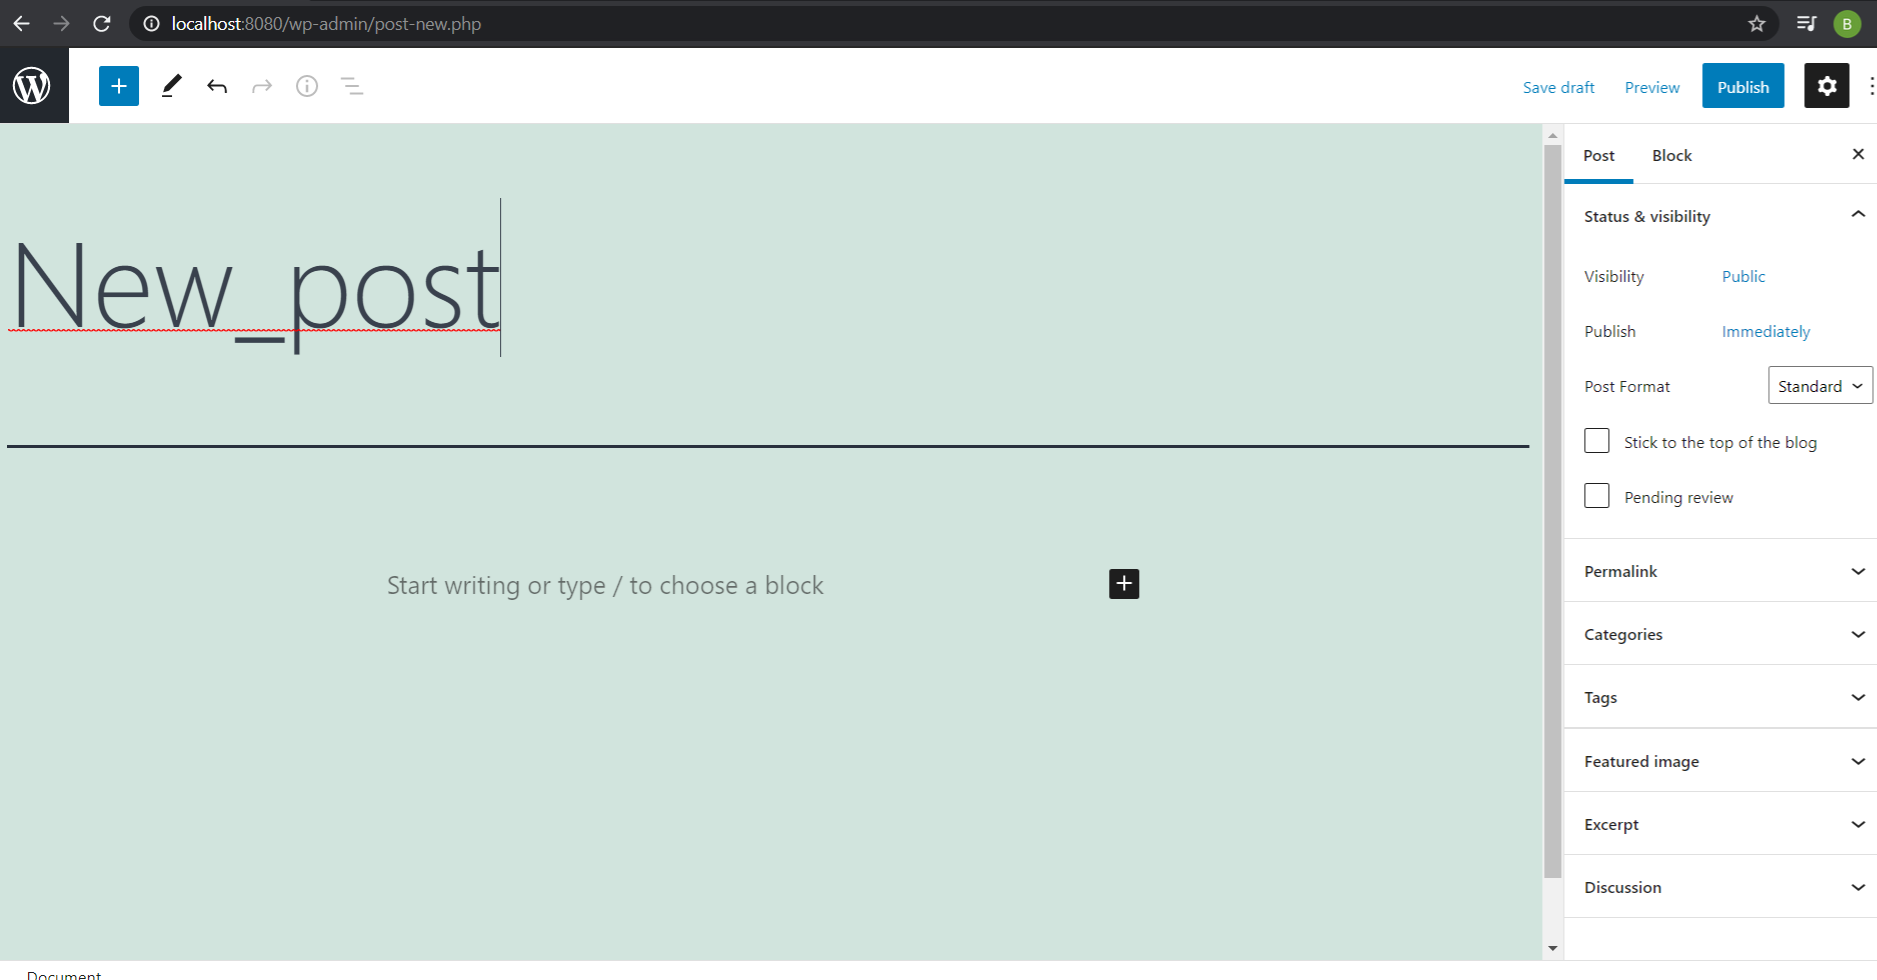 localhost:8080/wp-admin/post-new.php
B
Save draft Preview Publish
Post Block
New_post
Status & visibility
Visibility Public
Publish Immediately
Post Format Standard
Stick to the top of the blog
Pending review
Start writing or type / to choose a block
Permalink
Categories
Tags
Featured image
Excerpt
Discussion
Document